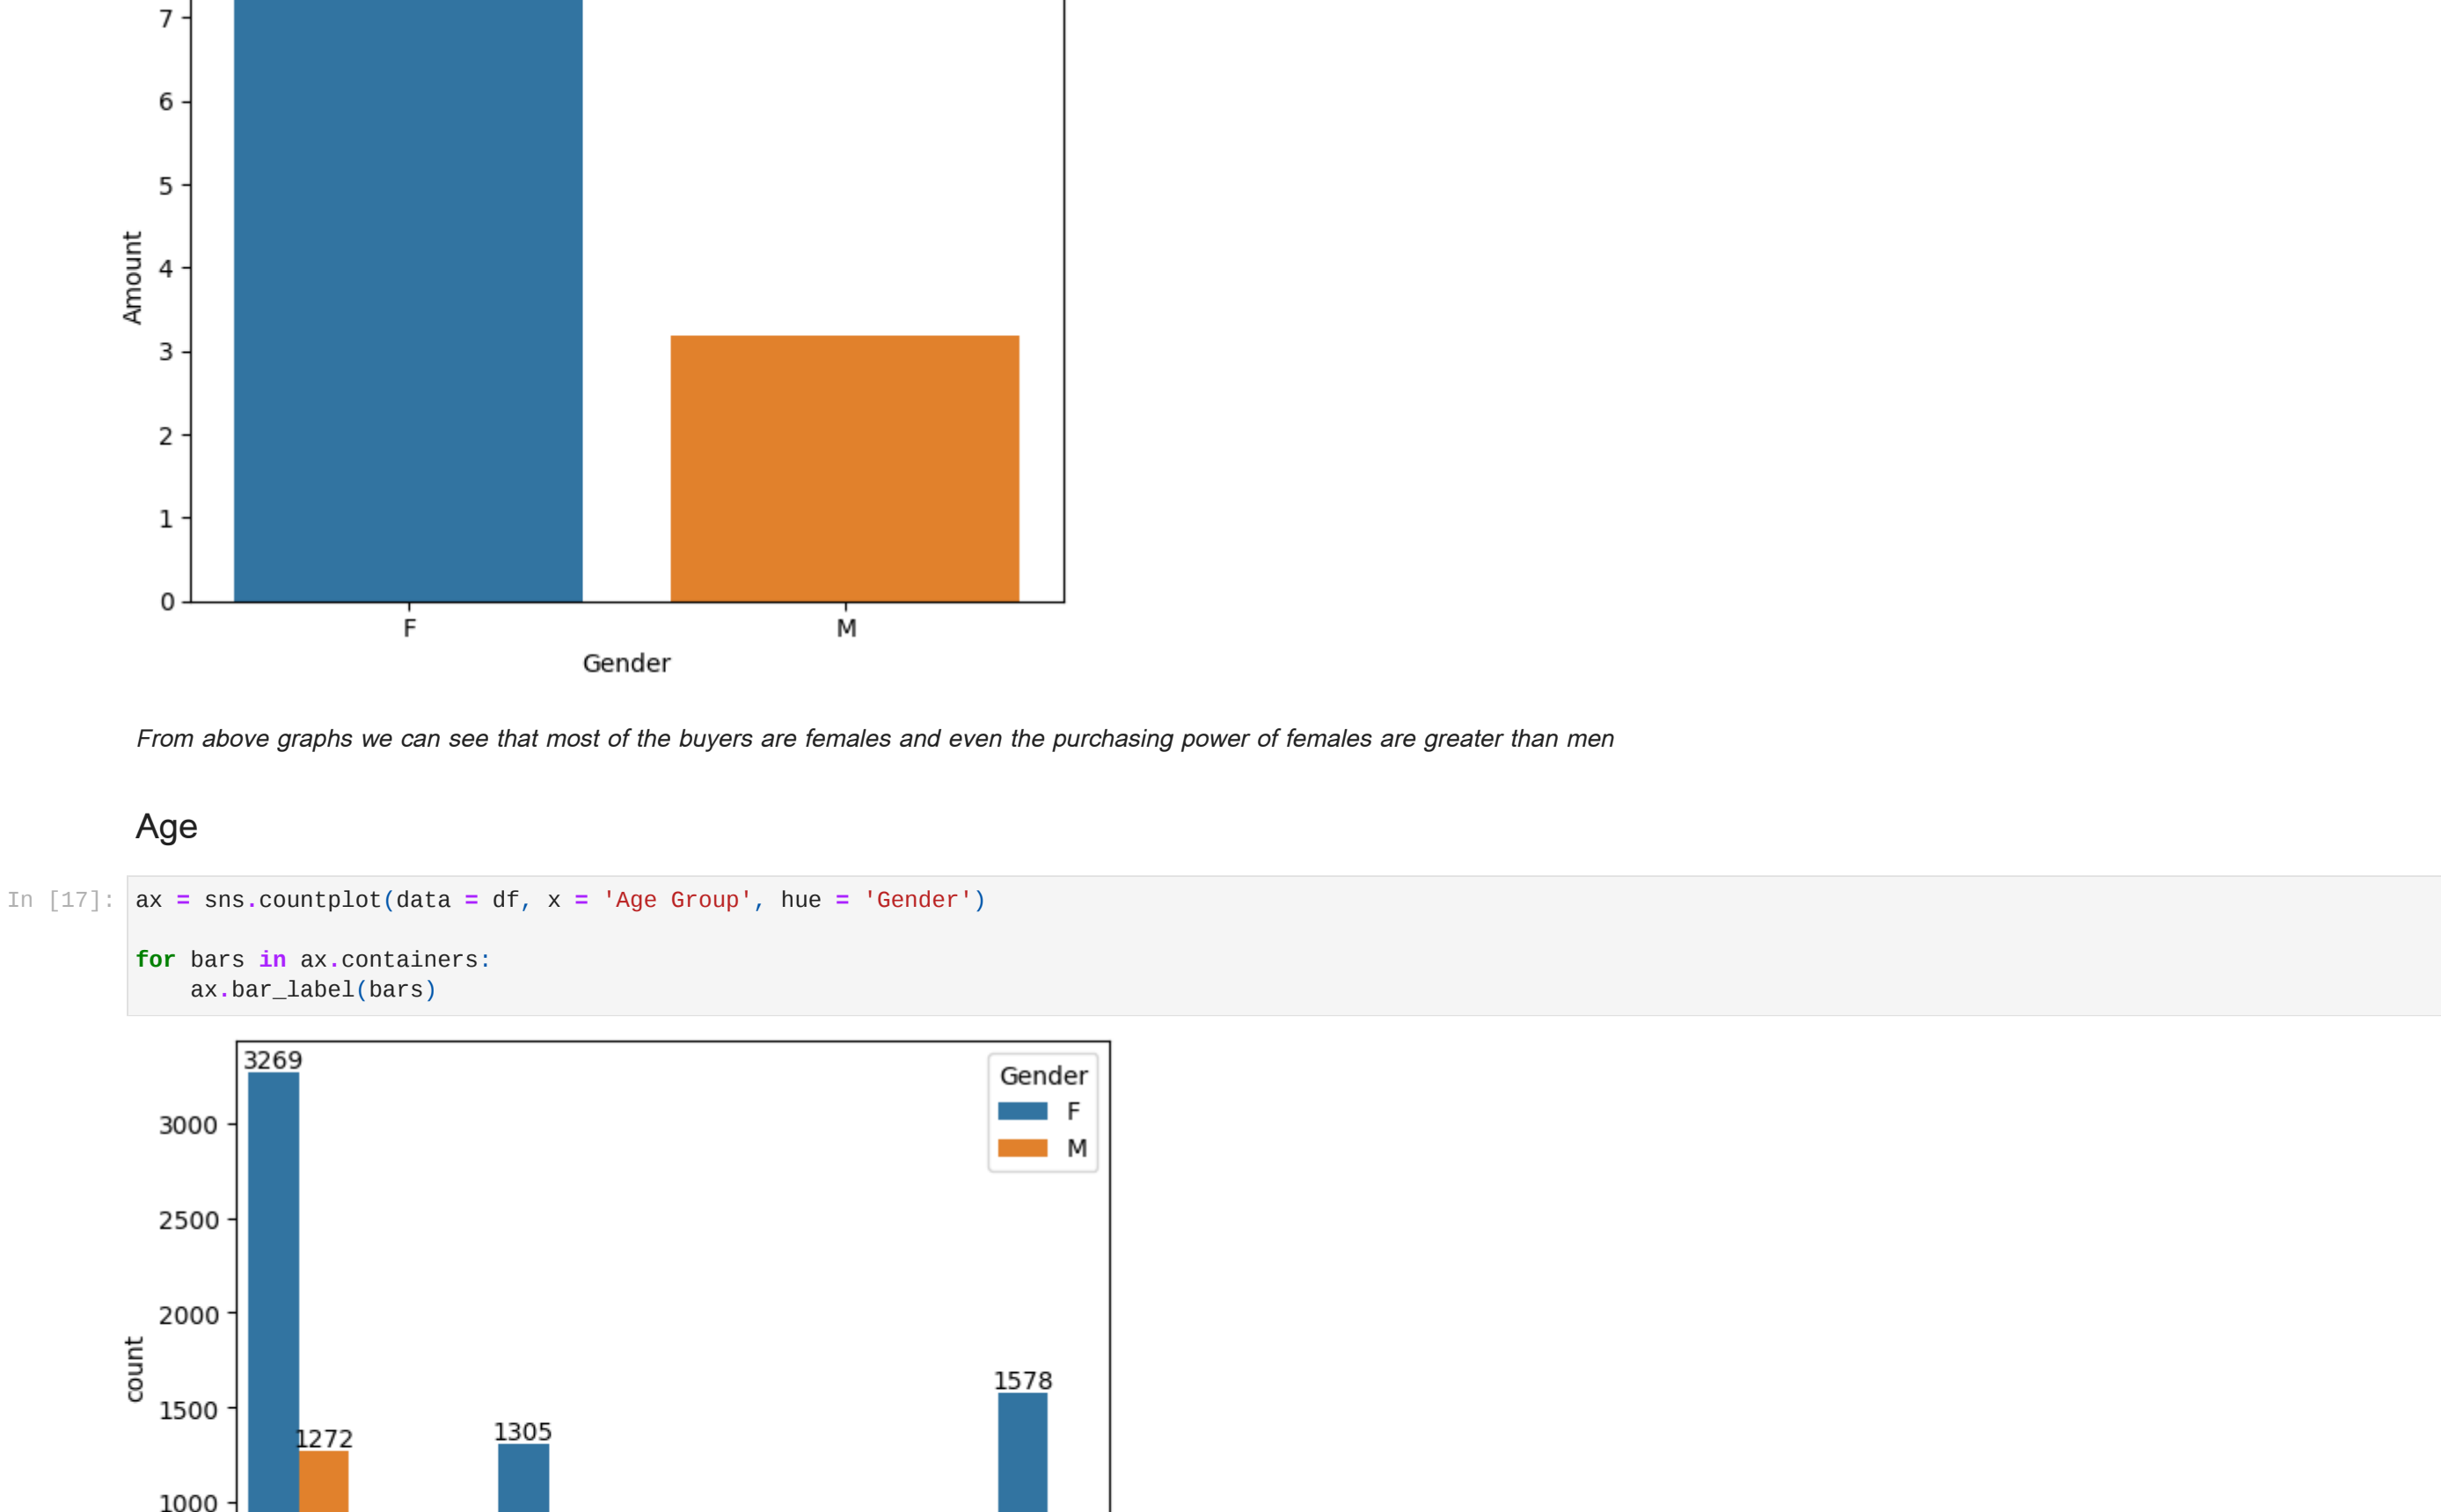 7
6
5
4
3
2
1
0
Amount
F M
Gender
From above graphs we can see that most of the buyers are females and even the purchasing power of females are greater than men
Age
In [17]: ax = sns.countplot(data = df, x = 'Age Group', hue = 'Gender')
for bars in ax.containers:
    ax.bar_label(bars)
3269
Gender
F
M
3000
2500
2000
1500
1000
count
1272
1305
1578